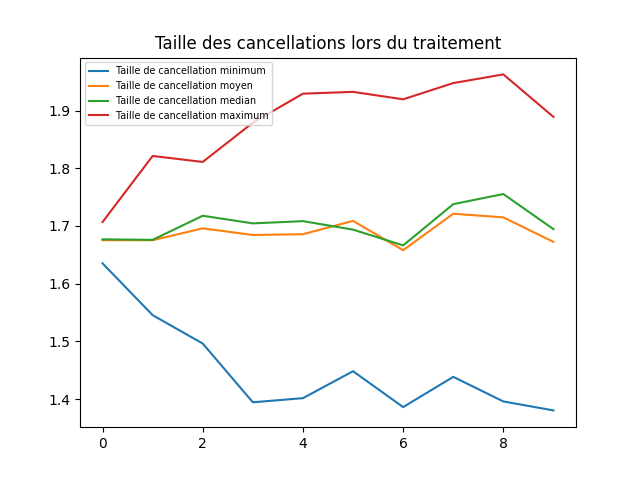 Taille des cancellations lors du traitement
Taille de cancellation minimum
Taille de cancellation moyen
Taille de cancellation median
Taille de cancellation maximum
1.9
1.8
1.7
1.6
1.5
1.4
0 2 4 6 8